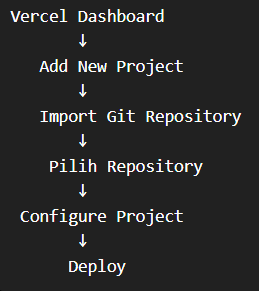 Vercel Dashboard
↓
Add New Project
↓
Import Git Repository
↓
Pilih Repository
↓
Configure Project
↓
Deploy